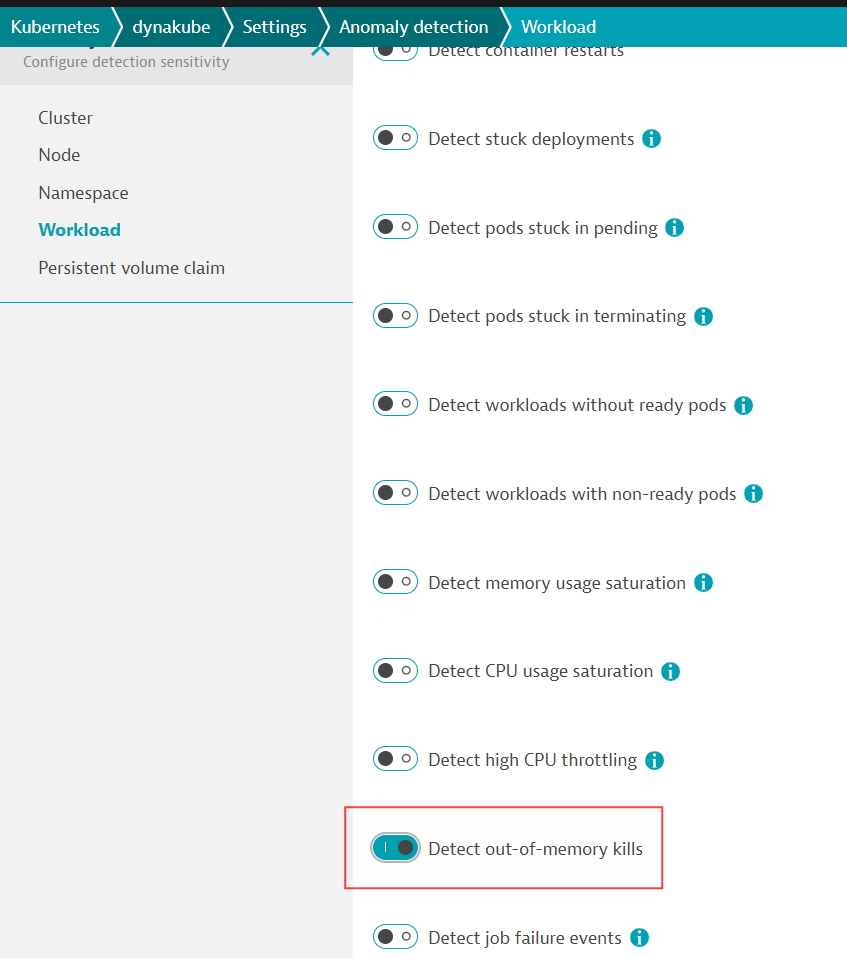 Kubernetes
dynakube
Settings
Anomaly detection
Workload
Configure detection sensitivity
Cluster
Node
Namespace
Workload
Persistent volume claim
Detect container restarts
Detect stuck deployments
Detect pods stuck in pending
Detect pods stuck in terminating
Detect workloads without ready pods
Detect workloads with non-ready pods
Detect memory usage saturation
Detect CPU usage saturation
Detect high CPU throttling
Detect out-of-memory kills
Detect job failure events